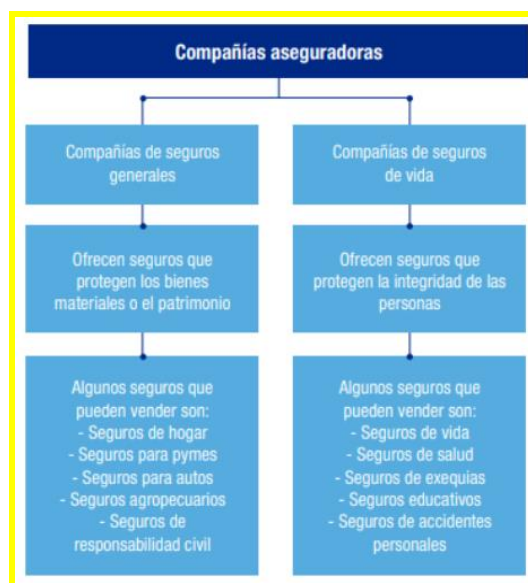 Compañías aseguradoras
Compañías de seguros
generales
Compañías de seguros
de vida
Ofrecen seguros que
protegen los bienes
materiales o el patrimonio
Ofrecen seguros que
protegen la integridad de las
personas
Algunos seguros que
pueden vender son:
- Seguros de hogar
- Seguros para pymes
- Seguros para autos
- Seguros agropecuarios
- Seguros de
responsabilidad civil
Algunos seguros que
pueden vender son:
- Seguros de vida
- Seguros de salud
- Seguros de exequias
- Seguros educativos
- Seguros de accidentes
personales